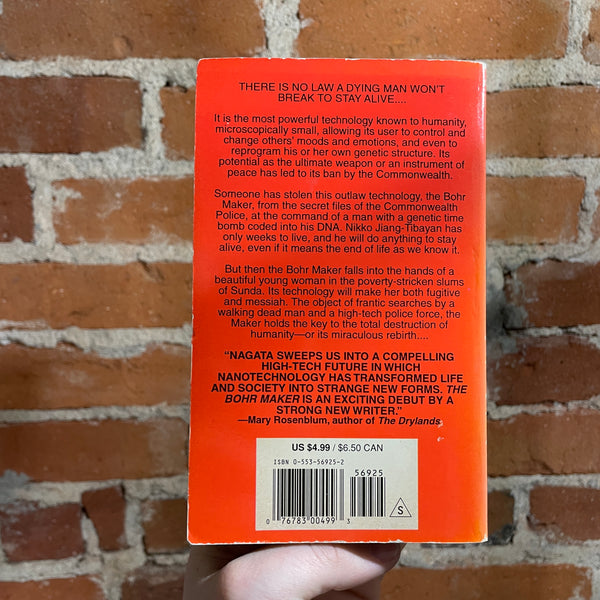 THERE IS NO LAW A DYING MAN WON'T
BREAK TO STAY ALIVE....
It is the most powerful technology known to humanity,
microscopically small, allowing its user to control and
change others' moods and emotions, and even to
reprogram his or her own genetic structure. Its
potential as the ultimate weapon or an instrument of
peace has led to its ban by the Commonwealth.
Someone has stolen this outlaw technology, the Bohr
Maker, from the secret files of the Commonwealth
Police, at the command of a man with a genetic time
bomb coded into his DNA. Nikko Jiang-Tibayan has
only weeks to live, and he will do anything to stay
alive, even if it means the end of life as we know it.
But then the Bohr Maker falls into the hands of a
beautiful young woman in the poverty-stricken slums
of Sunda. Its technology will make her both fugitive
and messiah. The object of frantic searches by a
walking dead man and a high-tech police force, the
Maker holds the key to the total destruction of
humanity—or its miraculous rebirth....
"NAGATA SWEEPS US INTO A COMPELLING
HIGH-TECH FUTURE IN WHICH
NANOTECHNOLOGY HAS TRANSFORMED LIFE
AND SOCIETY INTO STRANGE NEW FORMS. THE
BOHR MAKER IS AN EXCITING DEBUT BY A
STRONG NEW WRITER."
—Mary Rosenblum, author of The Drylands
US $4.99 / $6.50 CAN
ISBN 0-553-56925-2
56925
S
0 76783 00499 3